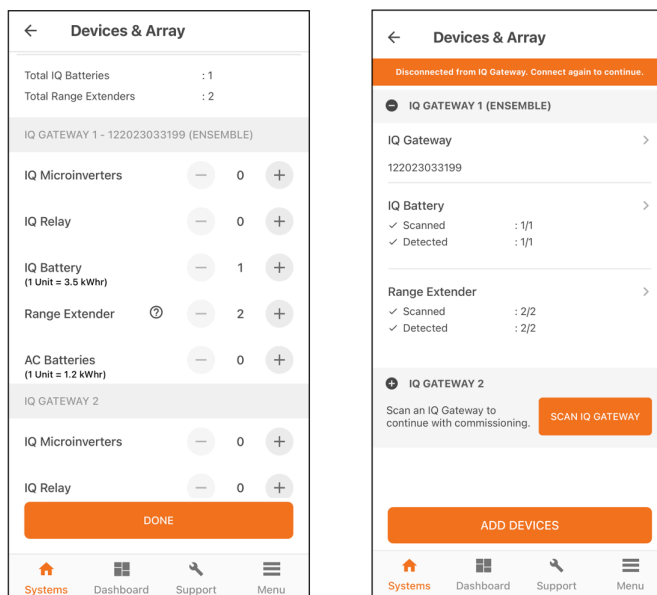 Devices & Array
Total IQ Batteries : 1
Total Range Extenders : 2
IQ GATEWAY 1 - 122023033199 (ENSEMBLE)
IQ Microinverters 0
IQ Relay 0
IQ Battery 1
(1 Unit = 3.5 kWhr)
Range Extender 2
AC Batteries 0
(1 Unit = 1.2 kWhr)
IQ GATEWAY 2
IQ Microinverters 0
IQ Relay 0
DONE
Systems Dashboard Support Menu
Devices & Array
Disconnected from IQ Gateway. Connect again to continue.
IQ GATEWAY 1 (ENSEMBLE)
IQ Gateway
122023033199
IQ Battery
Scanned : 1/1
Detected : 1/1
Range Extender
Scanned : 2/2
Detected : 2/2
IQ GATEWAY 2
Scan an IQ Gateway to
continue with commissioning.
SCAN IQ GATEWAY
ADD DEVICES
Systems Dashboard Support Menu